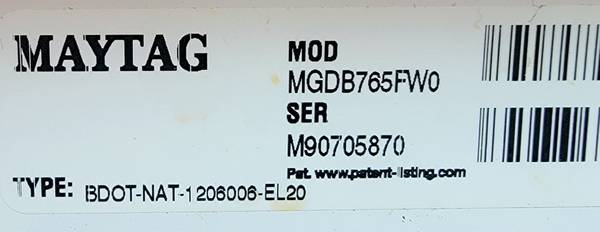 MAYTAG
MOD
MGDB765FW0
SER
M90705870
Pat. www.patent-listing.com
TYPE: BDOT-NAT-1206006-EL20